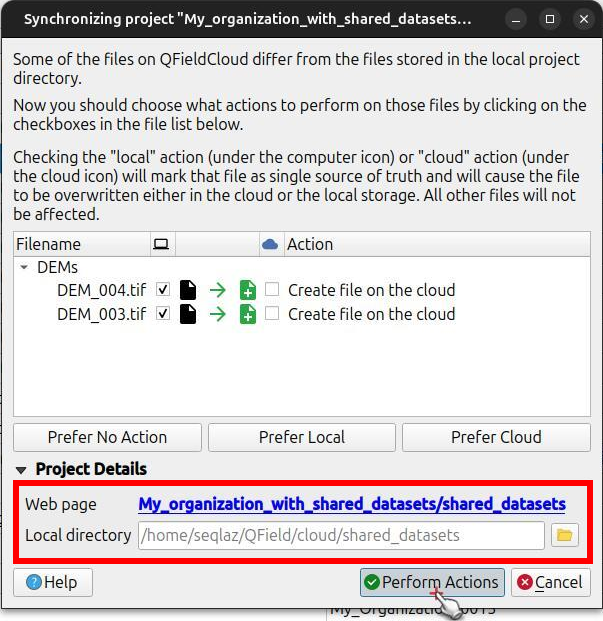 Synchronizing project "My_organization_with_shared_datasets...
Some of the files on QFieldCloud differ from the files stored in the local project
directory.
Now you should choose what actions to perform on those files by clicking on the
checkboxes in the file list below.
Checking the "local" action (under the computer icon) or "cloud" action (under
the cloud icon) will mark that file as single source of truth and will cause the file
to be overwritten either in the cloud or the local storage. All other files will not
be affected.
Filename Action
DEMs
DEM_004.tif Create file on the cloud
DEM_003.tif Create file on the cloud
Prefer No Action Prefer Local Prefer Cloud
Project Details
Web page My_organization_with_shared_datasets/shared_datasets
Local directory /home/seqlaz/QField/cloud/shared_datasets
Help Perform Actions Cancel